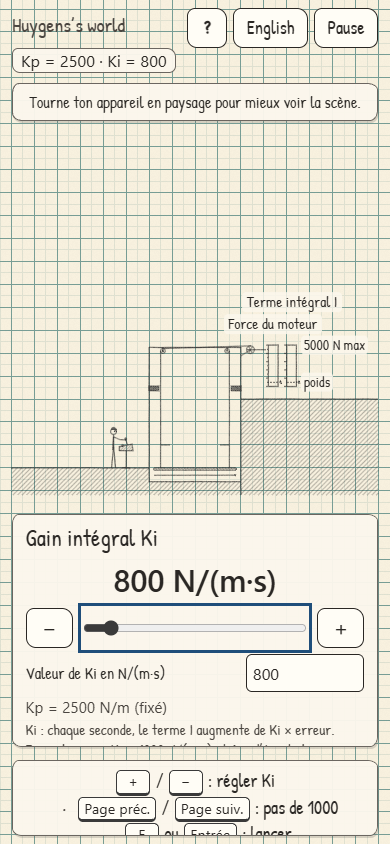 Huygens's world
?
English
Pause
Kp = 2500 · Ki = 800
Tourne ton appareil en paysage pour mieux voir la scène.
Terme intégral I
Force du moteur
5000 N max
poids
Gain intégral Ki
800 N/(m·s)
−
+
Valeur de Ki en N/(m·s)
800
Kp = 2500 N/m (fixé)
Ki : chaque seconde, le terme I augmente de Ki × erreur.
+ / − : régler Ki
· Page préc. / Page suiv. : pas de 1000
F ou Entrée : lancer